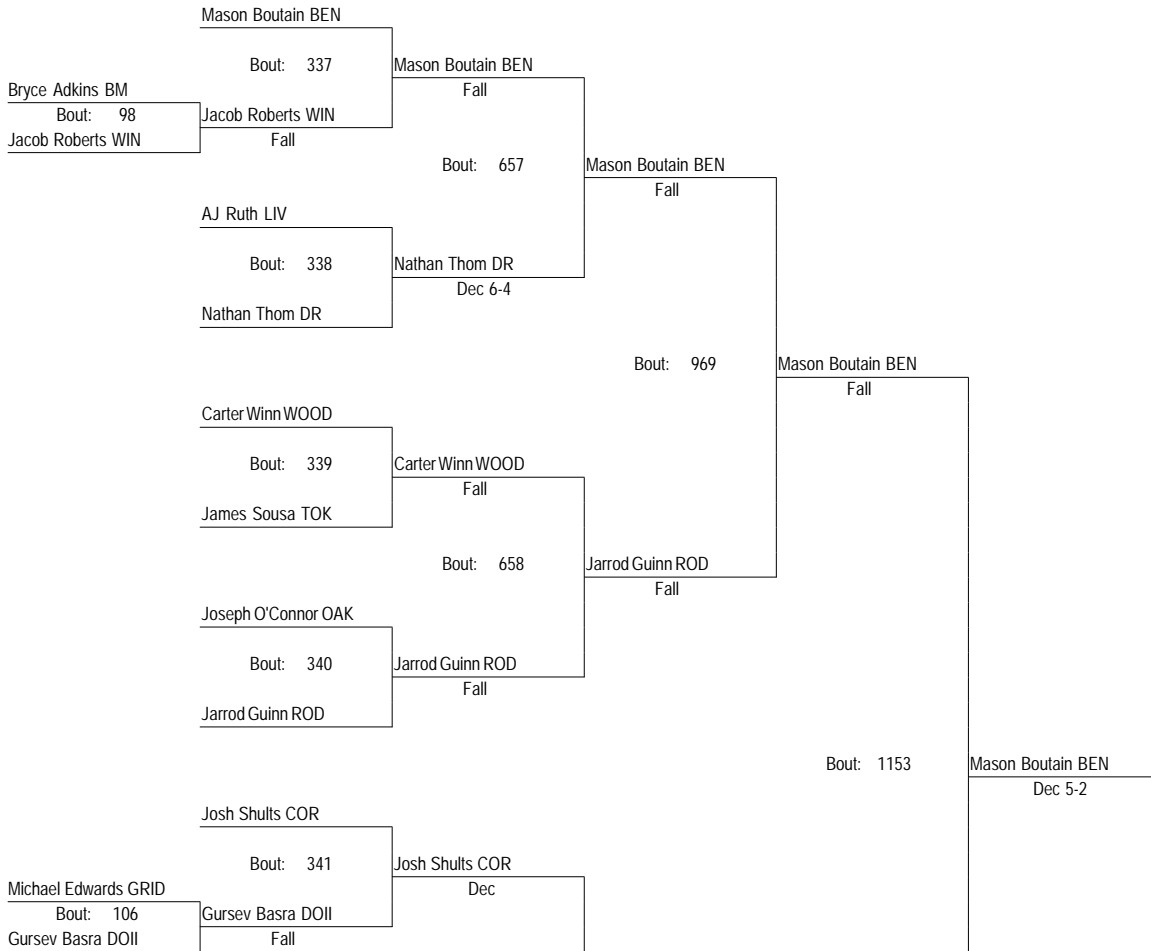 Mason Boutain BEN
Bout: 337
Mason Boutain BEN
Fall
Bryce Adkins BM
Bout: 98
Jacob Roberts WIN
Jacob Roberts WIN
Fall
Bout: 657
Mason Boutain BEN
Fall
AJ Ruth LIV
Bout: 338
Nathan Thom DR
Dec 6-4
Nathan Thom DR
Bout: 969
Mason Boutain BEN
Fall
Carter Winn WOOD
Bout: 339
Carter Winn WOOD
Fall
James Sousa TOK
Bout: 658
Jarrod Guinn ROD
Fall
Joseph O'Connor OAK
Bout: 340
Jarrod Guinn ROD
Fall
Jarrod Guinn ROD
Bout: 1153
Mason Boutain BEN
Dec 5-2
Josh Shults COR
Bout: 341
Josh Shults COR
Dec
Michael Edwards GRID
Bout: 106
Gursev Basra DOII
Gursev Basra DOII
Fall